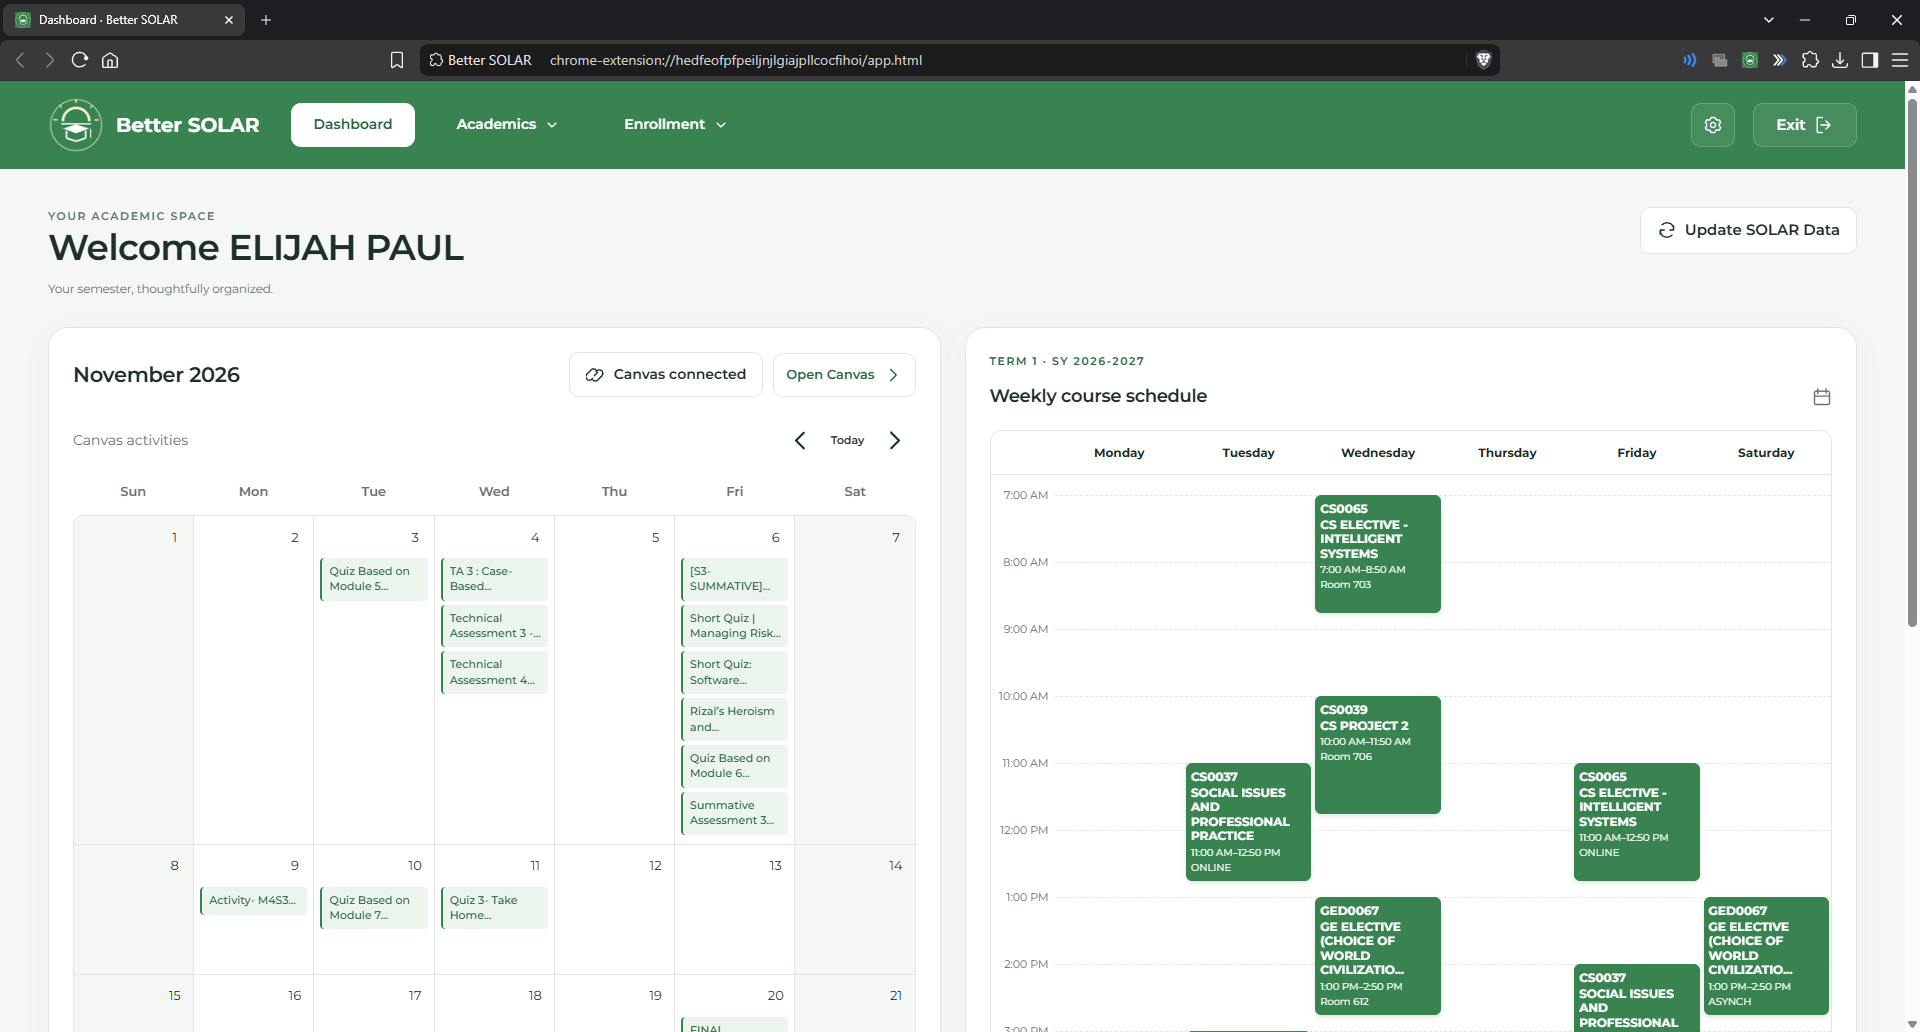 Dashboard · Better SOLAR
Better SOLAR
chrome-extension://hedfeofpfpeiljnjlgiajpllcocfihoi/app.html
Better SOLAR
Dashboard
Academics
Enrollment
Exit
YOUR ACADEMIC SPACE
Welcome ELIJAH PAUL
Your semester, thoughtfully organized.
Update SOLAR Data
November 2026
Canvas connected
Open Canvas
Canvas activities
Today
Sun Mon Tue Wed Thu Fri Sat
1 2 3 4 5 6 7
Quiz Based on
Module 5...
TA 3 : Case-
Based...
Technical
Assessment 3 -...
Technical
Assessment 4...
[S3-
SUMMATIVE]...
Short Quiz |
Managing Risk...
Short Quiz:
Software...
Rizal's Heroism
and...
Quiz Based on
Module 6...
Summative
Assessment 3...
8 9 10 11 12 13 14
Activity- M4S3...
Quiz Based on
Module 7...
Quiz 3- Take
Home...
15 16 17 18 19 20 21
FINAL
TERM 1 · SY 2026-2027
Weekly course schedule
Monday Tuesday Wednesday Thursday Friday Saturday
7:00 AM
8:00 AM
9:00 AM
10:00 AM
11:00 AM
12:00 PM
1:00 PM
2:00 PM
3:00 PM
CS0037
SOCIAL ISSUES
AND
PROFESSIONAL
PRACTICE
11:00 AM–12:50 PM
ONLINE
CS0065
CS ELECTIVE -
INTELLIGENT
SYSTEMS
7:00 AM–8:50 AM
Room 703
CS0039
CS PROJECT 2
10:00 AM–11:50 AM
Room 706
GED0067
GE ELECTIVE
(CHOICE OF
WORLD
CIVILIZATIO...
1:00 PM–2:50 PM
Room 612
CS0065
CS ELECTIVE -
INTELLIGENT
SYSTEMS
11:00 AM–12:50 PM
ONLINE
CS0037
SOCIAL ISSUES
AND
PROFESSIONAL
GED0067
GE ELECTIVE
(CHOICE OF
WORLD
CIVILIZATIO...
1:00 PM–2:50 PM
ASYNCH